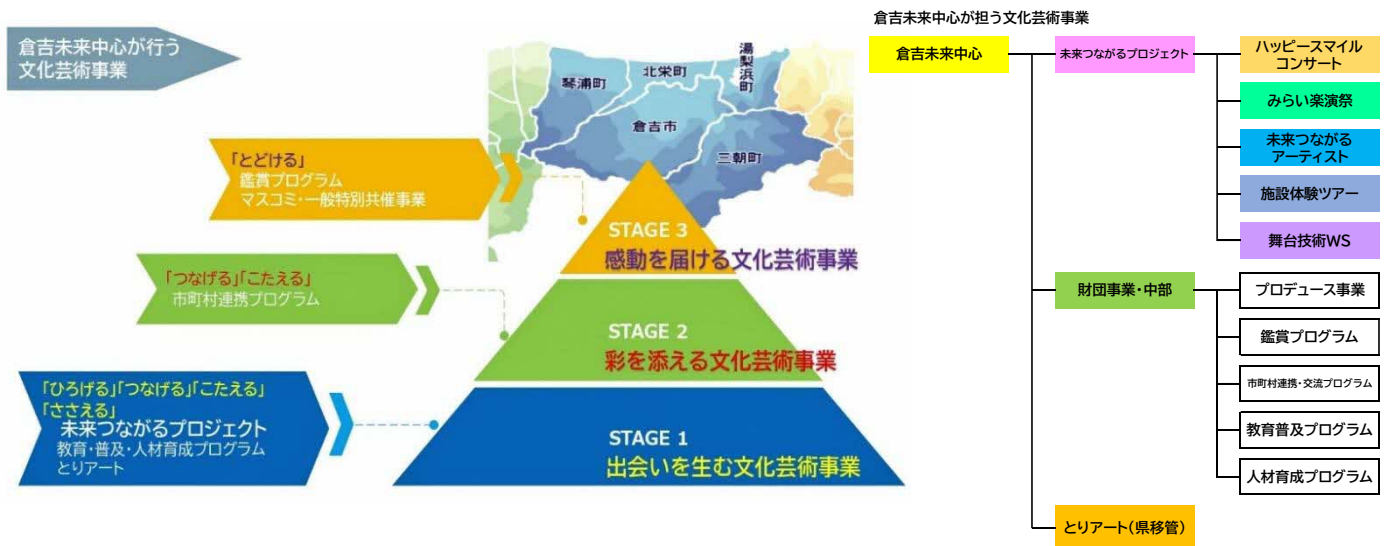 倉吉未来中心が行う
文化芸術事業
湯梨浜町
北栄町
琴浦町
倉吉市
三朝町
「とどける」
鑑賞プログラム
マスコミ・一般特別共催事業
STAGE 3
感動を届ける文化芸術事業
「つなげる」「こたえる」
市町村連携プログラム
STAGE 2
彩を添える文化芸術事業
「ひろげる」「つなげる」「こたえる」
「ささえる」
未来つながるプロジェクト
教育・普及・人材育成プログラム
とりアート
STAGE 1
出会いを生む文化芸術事業
倉吉未来中心が担う文化芸術事業
倉吉未来中心
未来つながるプロジェクト
ハッピースマイル
コンサート
みらい楽演祭
未来つながる
アーティスト
施設体験ツアー
舞台技術WS
財団事業・中部
プロデュース事業
鑑賞プログラム
市町村連携・交流プログラム
教育普及プログラム
人材育成プログラム
とりアート(県移管)